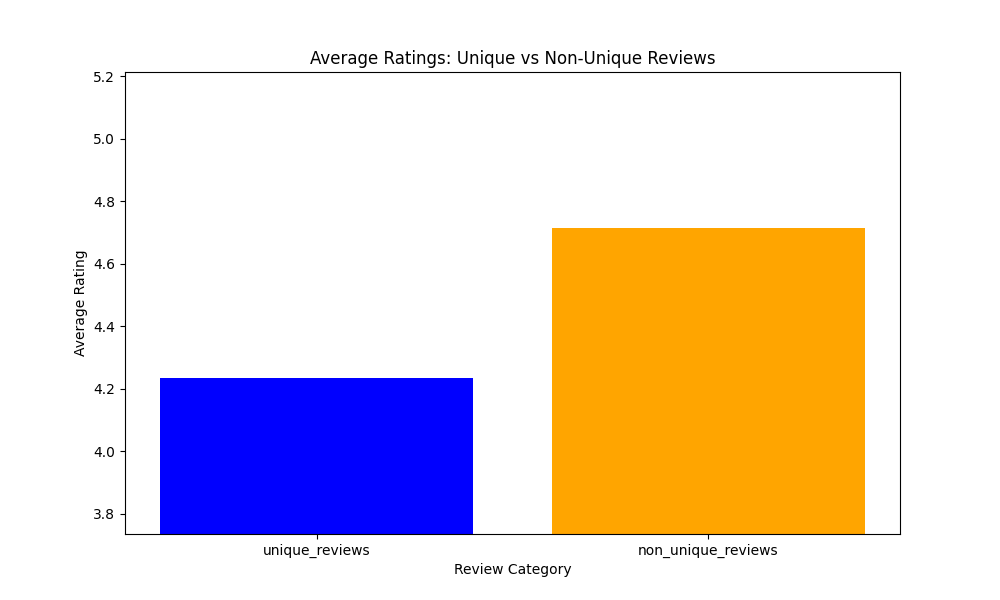 Average Ratings: Unique vs Non-Unique Reviews
5.2
5.0
4.8
4.6
4.4
4.2
4.0
3.8
Average Rating
unique_reviews
non_unique_reviews
Review Category